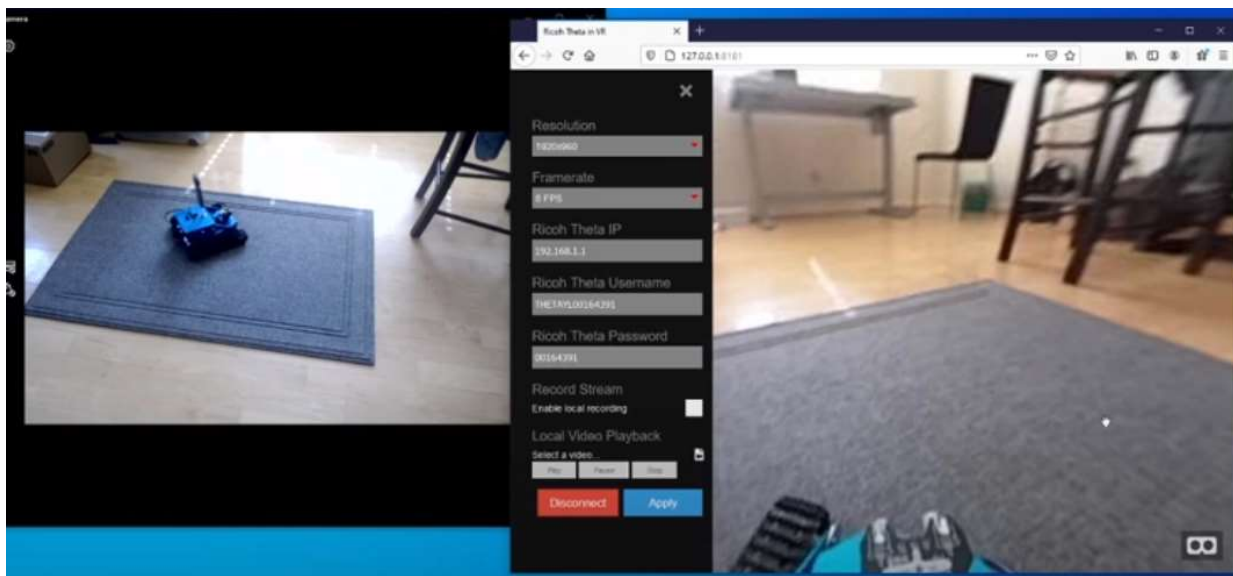 amera
Ricoh Theta in VR
127.0.0.1:8181
Resolution
1920x960
Framerate
8 FPS
Ricoh Theta IP
192.168.1.1
Ricoh Theta Username
THETAYL00164391
Ricoh Theta Password
00164391
Record Stream
Enable local recording
Local Video Playback
Select a video...
Play Pause Stop
Disconnect Apply